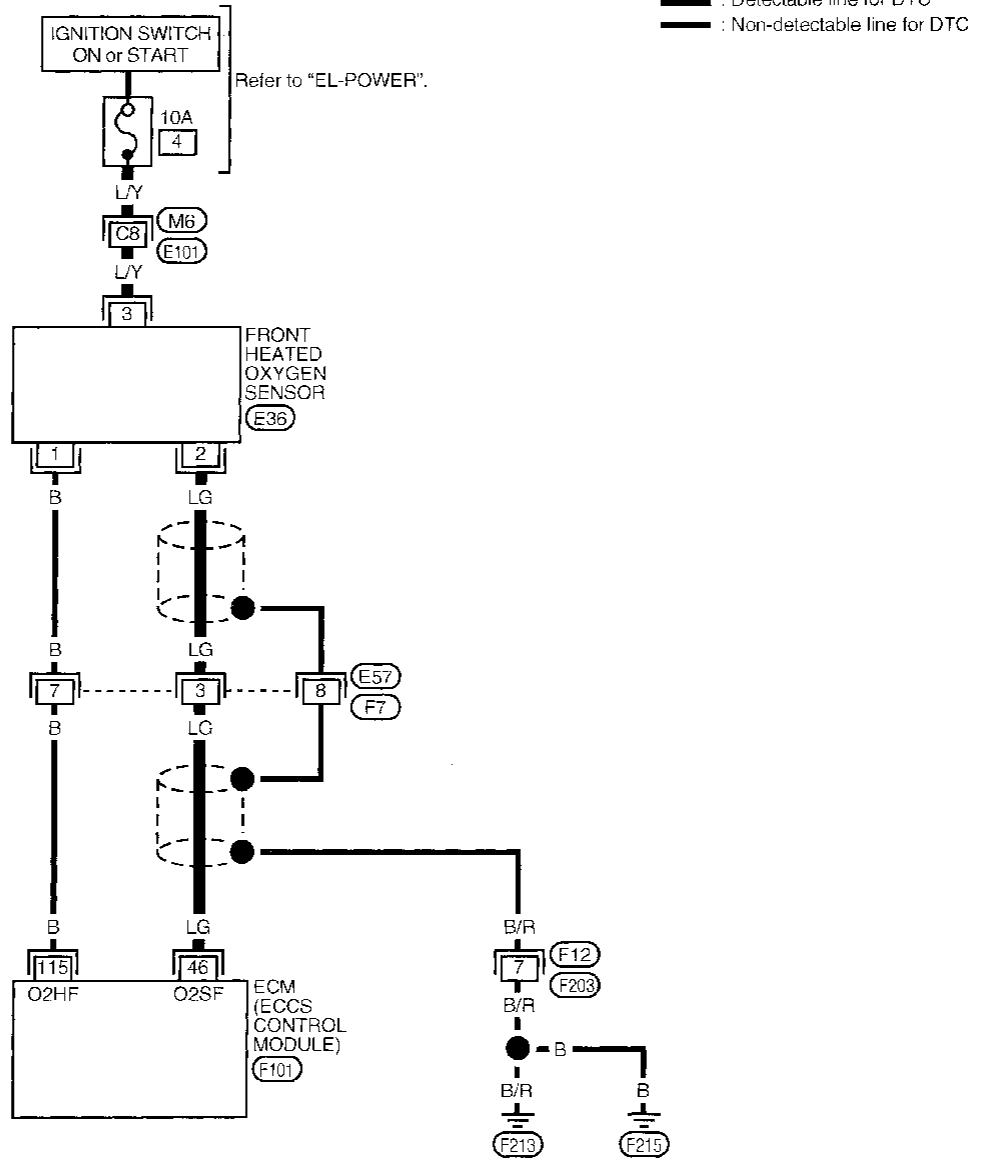 : Detectable line for DTC
: Non-detectable line for DTC
IGNITION SWITCH
ON or START
Refer to "EL-POWER".
10A
4
L/Y
C8
M6
E101
L/Y
3
FRONT
HEATED
OXYGEN
SENSOR
E36
1
2
B
LG
B
LG
7
3
8
E57
F7
B
LG
B
LG
B/R
115
46
7
F12
F203
O2HF
O2SF
ECM
(ECCS
CONTROL
MODULE)
F101
B/R
B
B/R
B
F213
F215